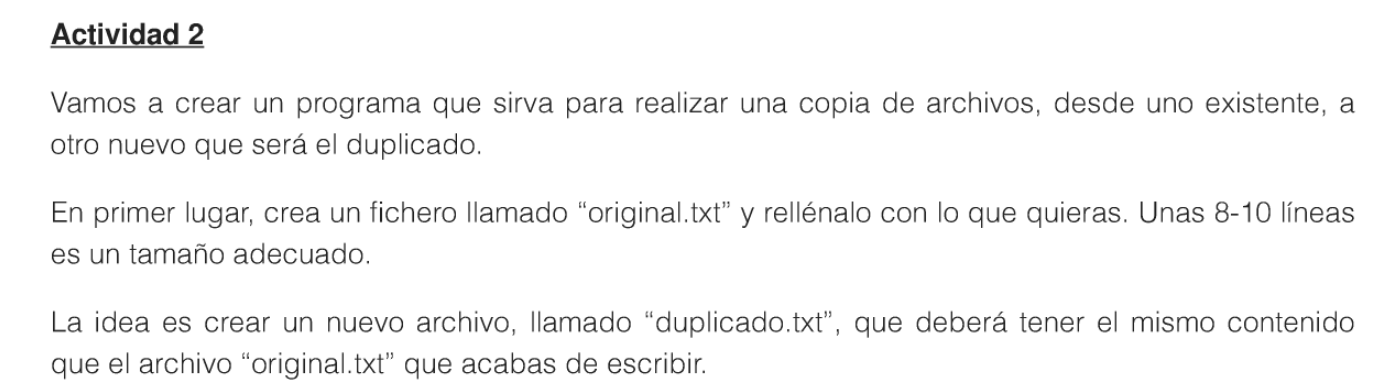 Actividad 2
Vamos a crear un programa que sirva para realizar una copia de archivos, desde uno existente, a
otro nuevo que será el duplicado.
En primer lugar, crea un fichero llamado “original.txt” y rellénalo con lo que quieras. Unas 8-10 líneas
es un tamaño adecuado.
La idea es crear un nuevo archivo, llamado “duplicado.txt”, que deberá tener el mismo contenido
que el archivo “original.txt” que acabas de escribir.